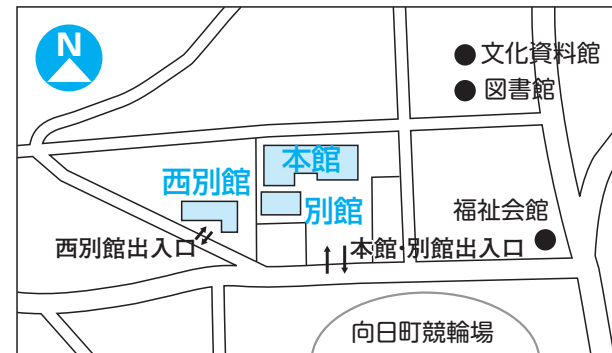 N
文化資料館
図書館
本館
西別館
別館
福祉会館
西別館出入口
本館・別館出入口
向日町競輪場